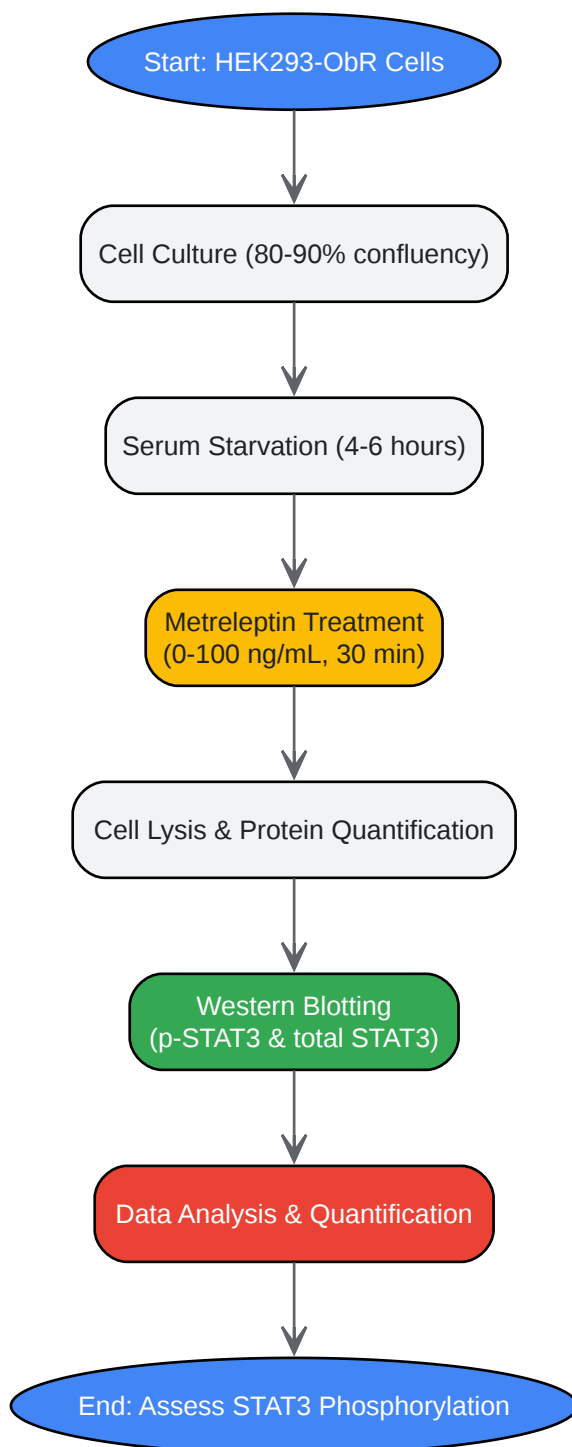 Start: HEK293-ObR Cells
Cell Culture (80-90% confluency)
Serum Starvation (4-6 hours)
Metreleptin Treatment
(0-100 ng/mL, 30 min)
Cell Lysis & Protein Quantification
Western Blotting
(p-STAT3 & total STAT3)
Data Analysis & Quantification
End: Assess STAT3 Phosphorylation